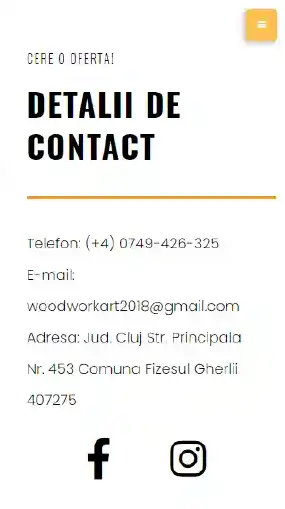 CERE O OFERTA!
DETALII DE
CONTACT
Telefon: (+4) 0749-426-325
E-mail:
woodworkart2018@gmail.com
Adresa: Jud. Cluj Str. Principala
Nr. 453 Comuna Fizesul Gherlii
407275